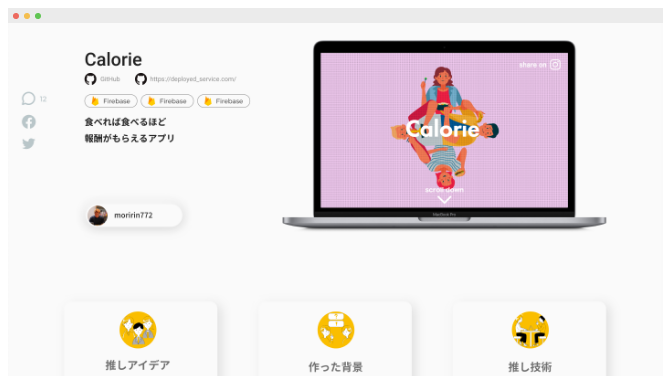 Calorie
GitHub
https://deployed_service.com/
12
Firebase
Firebase
Firebase
食べれば食べるほど
報酬がもらえるアプリ
moririn772
share on
Calorie
scroll down
MacBook Pro
推しアイデア
作った背景
推し技術